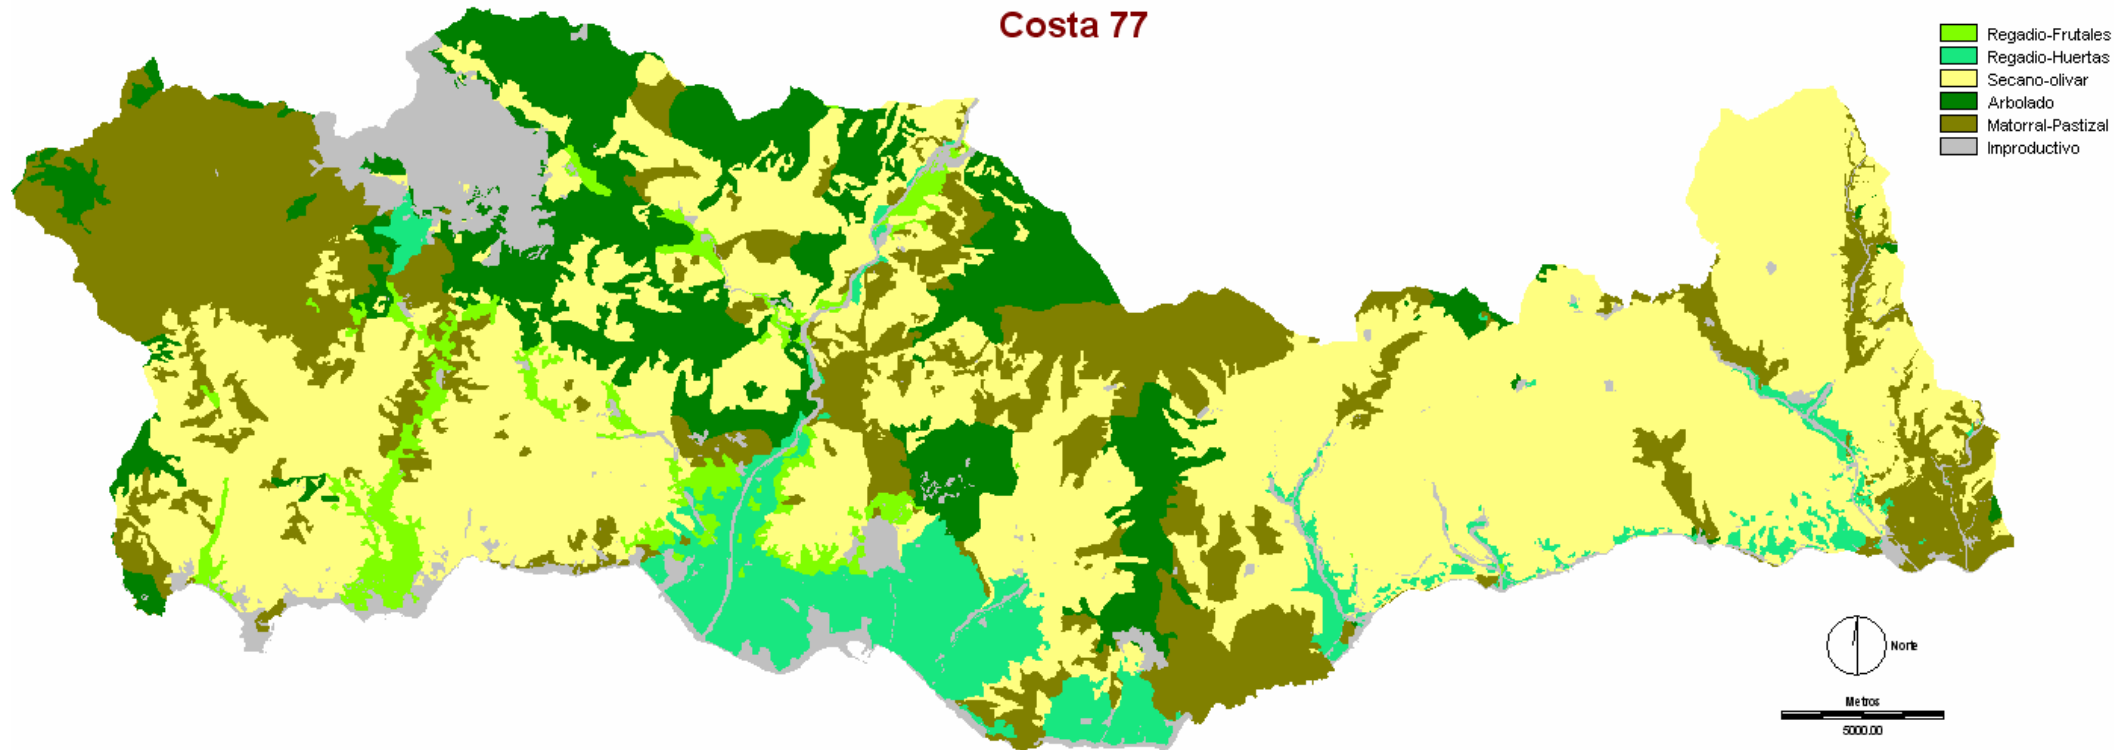 Costa 77
Regadio-Frutales
Regadio-Huertas
Secano-olivar
Arbolado
Matorral-Pastizal
Improductivo
Norte
Metros
5000.00